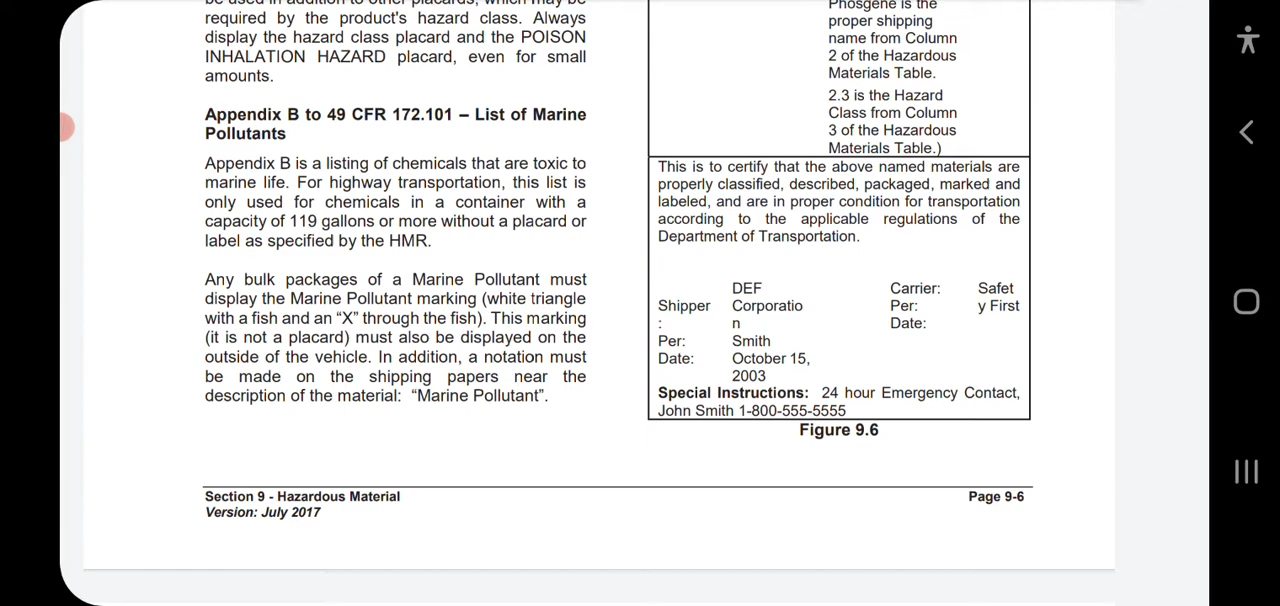 be used in addition to other placards, which may be
required by the product's hazard class. Always
display the hazard class placard and the POISON
INHALATION HAZARD placard, even for small
amounts.
Appendix B to 49 CFR 172.101 – List of Marine
Pollutants
Appendix B is a listing of chemicals that are toxic to
marine life. For highway transportation, this list is
only used for chemicals in a container with a
capacity of 119 gallons or more without a placard or
label as specified by the HMR.
Any bulk packages of a Marine Pollutant must
display the Marine Pollutant marking (white triangle
with a fish and an “X” through the fish). This marking
(it is not a placard) must also be displayed on the
outside of the vehicle. In addition, a notation must
be made on the shipping papers near the
description of the material: “Marine Pollutant”.
Phosgene is the
proper shipping
name from Column
2 of the Hazardous
Materials Table.
2.3 is the Hazard
Class from Column
3 of the Hazardous
Materials Table.)
This is to certify that the above named materials are
properly classified, described, packaged, marked and
labeled, and are in proper condition for transportation
according to the applicable regulations of the
Department of Transportation.
DEF Carrier: Safet
Shipper Corporatio Per: y First
: n Date:
Per: Smith
Date: October 15,
2003
Special Instructions: 24 hour Emergency Contact,
John Smith 1-800-555-5555
Figure 9.6
Section 9 - Hazardous Material Page 9-6
Version: July 2017